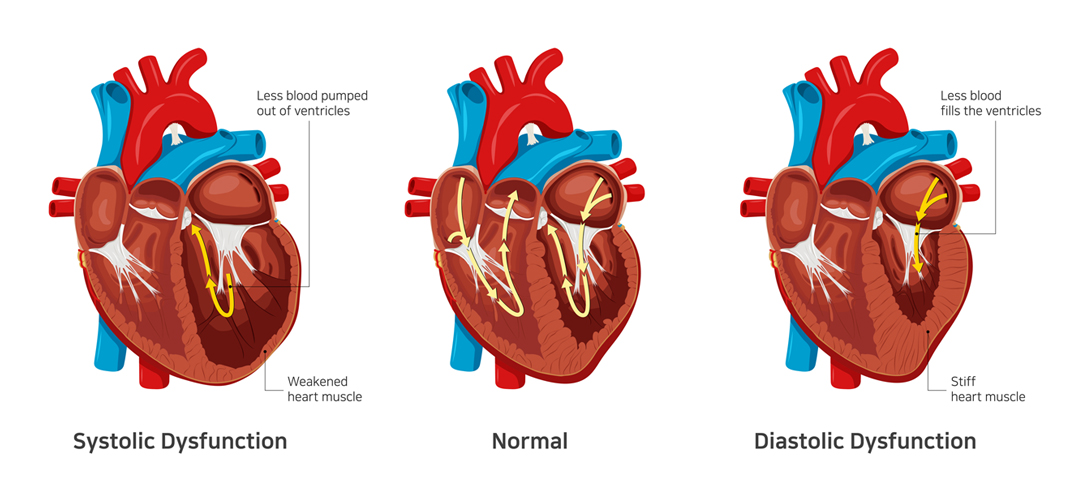 Less blood pumped
out of ventricles
Weakened
heart muscle
Systolic Dysfunction
Normal
Less blood
fills the ventricles
Stiff
heart muscle
Diastolic Dysfunction